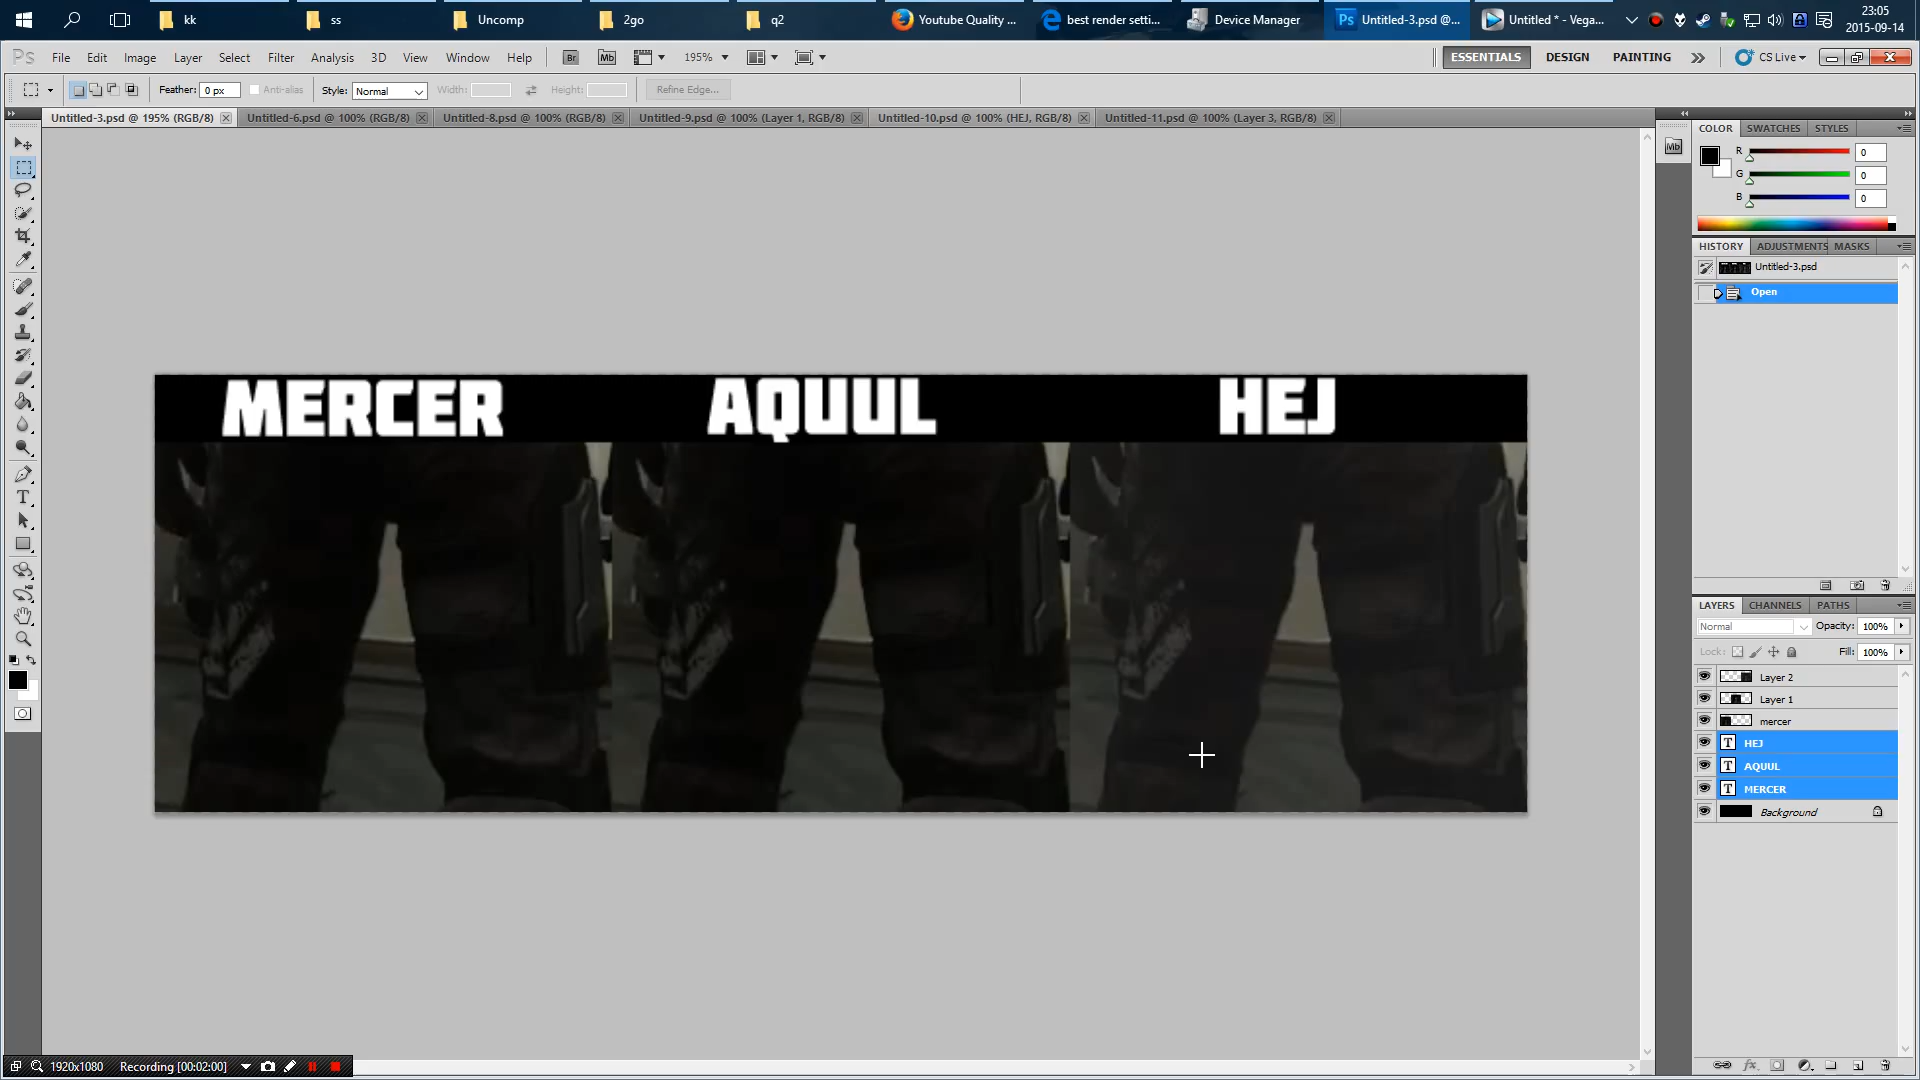 kk ss Uncomp 2go q2 Youtube Quality ... best render setti... Device Manager Untitled-3.psd @... Untitled * - Vega... 23:05
2015-09-14
Ps File Edit Image Layer Select Filter Analysis 3D View Window Help Br Mb 195% ESSENTIALS DESIGN PAINTING CS Live
Feather: 0 px Anti-alias Style: Normal Width: Height: Refine Edge...
Untitled-3.psd @ 195% (RGB/8) Untitled-6.psd @ 100% (RGB/8) Untitled-8.psd @ 100% (RGB/8) Untitled-9.psd @ 100% (Layer 1, RGB/8) Untitled-10.psd @ 100% (HEJ, RGB/8) Untitled-11.psd @ 100% (Layer 3, RGB/8)
MERCER AQUUL HEJ
Mb
COLOR SWATCHES STYLES
R 0
G 0
B 0
HISTORY ADJUSTMENTS MASKS
Untitled-3.psd
Open
LAYERS CHANNELS PATHS
Normal Opacity: 100%
Lock: Fill: 100%
Layer 2
Layer 1
mercer
T HEJ
T AQUUL
T MERCER
Background
1920x1080 Recording [00:02:00]